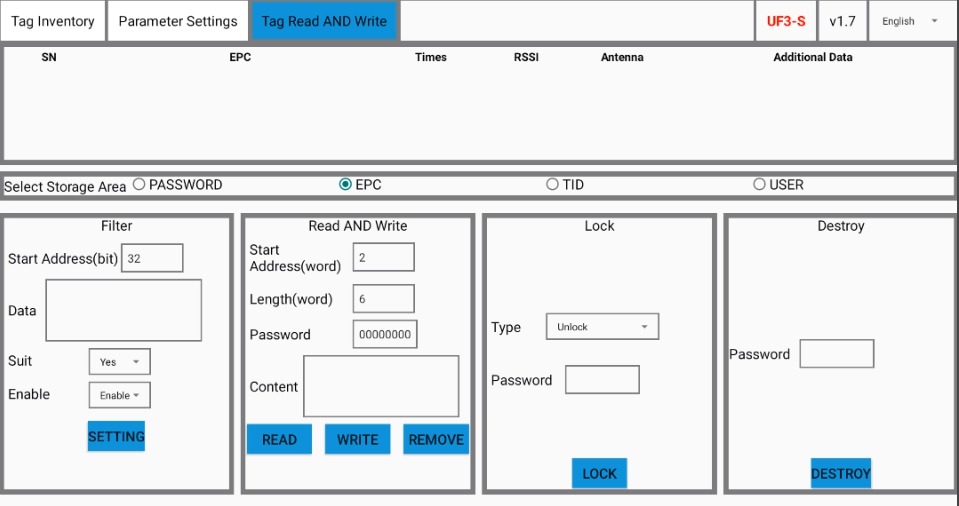 Tag Inventory Parameter Settings Tag Read AND Write UF3-S v1.7 English
SN EPC Times RSSI Antenna Additional Data
Select Storage Area PASSWORD EPC TID USER
Filter
Start Address(bit) 32
Data
Suit Yes
Enable Enable
SETTING
Read AND Write
Start
Address(word) 2
Length(word) 6
Password 00000000
Content
READ WRITE REMOVE
Lock
Type Unlock
Password
LOCK
Destroy
Password
DESTROY